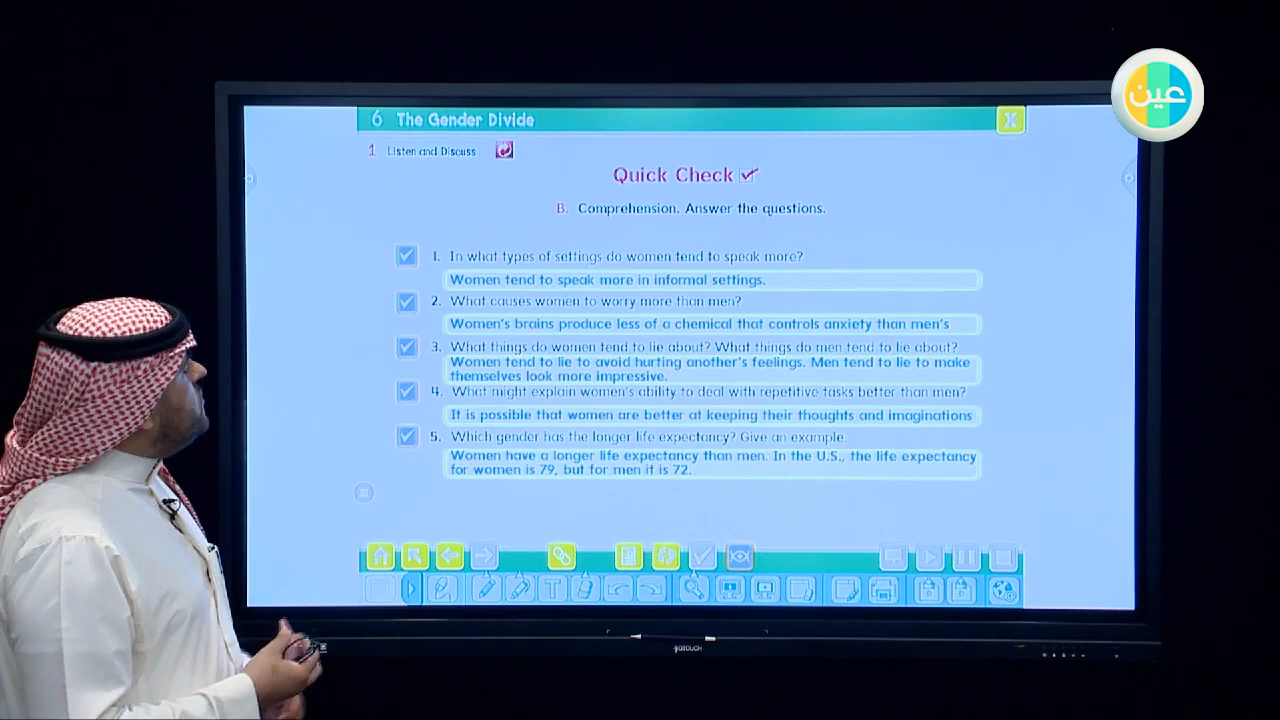 عين
6 The Gender Divide
1 Listen and Discuss
Quick Check
B. Comprehension. Answer the questions.
1. In what types of settings do women tend to speak more?
Women tend to speak more in informal settings.
2. What causes women to worry more than men?
Women's brains produce less of a chemical that controls anxiety than men's
3. What things do women tend to lie about? What things do men tend to lie about?
Women tend to lie to avoid hurting another's feelings. Men tend to lie to make
themselves look more impressive.
4. What might explain women's ability to deal with repetitive tasks better than men?
It is possible that women are better at keeping their thoughts and imaginations
5. Which gender has the longer life expectancy? Give an example.
Women have a longer life expectancy than men. In the U.S., the life expectancy
for women is 79, but for men it is 72.